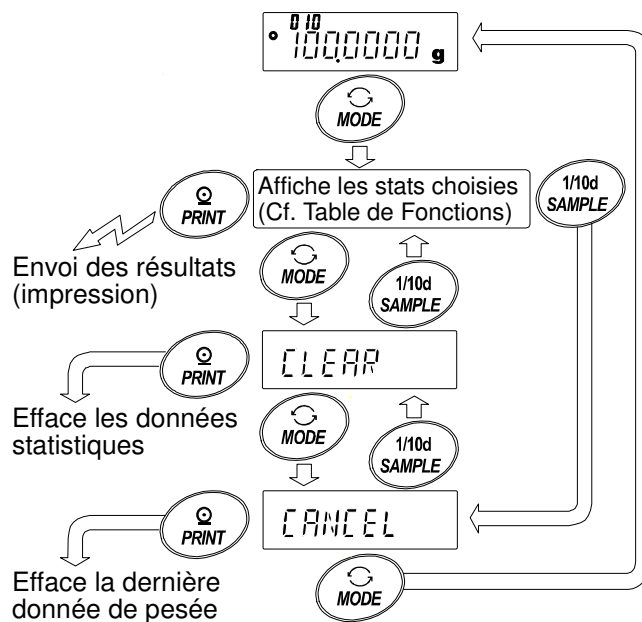 010
100.0000 g
MODE
PRINT
Affiche les stats choisies
(Cf. Table de Fonctions)
1/10d
SAMPLE
Envoi des résultats
(impression)
MODE
1/10d
SAMPLE
PRINT
CLEAR
Efface les données
statistiques
MODE
1/10d
SAMPLE
PRINT
CANCEL
Efface la dernière
donnée de pesée
MODE